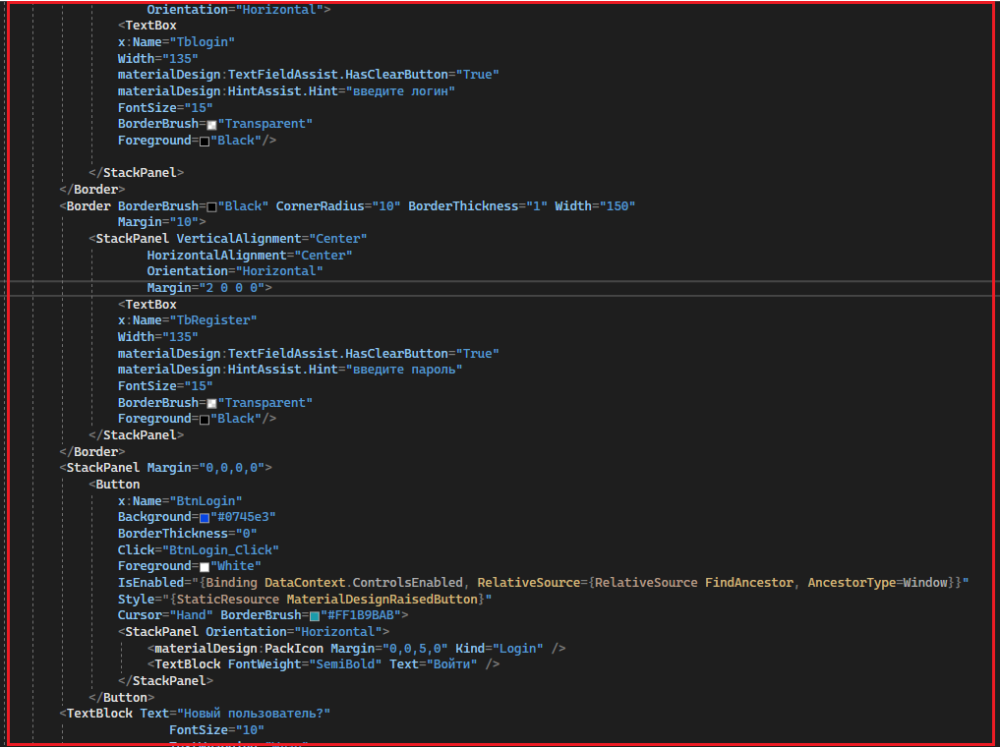 Orientation="Horizontal">
<TextBox
x:Name="Tblogin"
Width="135"
materialDesign:TextFieldAssist.HasClearButton="True"
materialDesign:HintAssist.Hint="введите логин"
FontSize="15"
BorderBrush="Transparent"
Foreground="Black"/>
</StackPanel>
</Border>
<Border BorderBrush="Black" CornerRadius="10" BorderThickness="1" Width="150"
Margin="10">
<StackPanel VerticalAlignment="Center"
HorizontalAlignment="Center"
Orientation="Horizontal"
Margin="2 0 0 0">
<TextBox
x:Name="TbRegister"
Width="135"
materialDesign:TextFieldAssist.HasClearButton="True"
materialDesign:HintAssist.Hint="введите пароль"
FontSize="15"
BorderBrush="Transparent"
Foreground="Black"/>
</StackPanel>
</Border>
<StackPanel Margin="0,0,0,0">
<Button
x:Name="BtnLogin"
Background="#0745e3"
BorderThickness="0"
Click="BtnLogin_Click"
Foreground="White"
IsEnabled="{Binding DataContext.ControlsEnabled, RelativeSource={RelativeSource FindAncestor, AncestorType=Window}}"
Style="{StaticResource MaterialDesignRaisedButton}"
Cursor="Hand" BorderBrush="#FF1B9BAB">
<StackPanel Orientation="Horizontal">
<materialDesign:PackIcon Margin="0,0,5,0" Kind="Login" />
<TextBlock FontWeight="SemiBold" Text="Войти" />
</StackPanel>
</Button>
<TextBlock Text="Новый пользователь?"
FontSize="10"